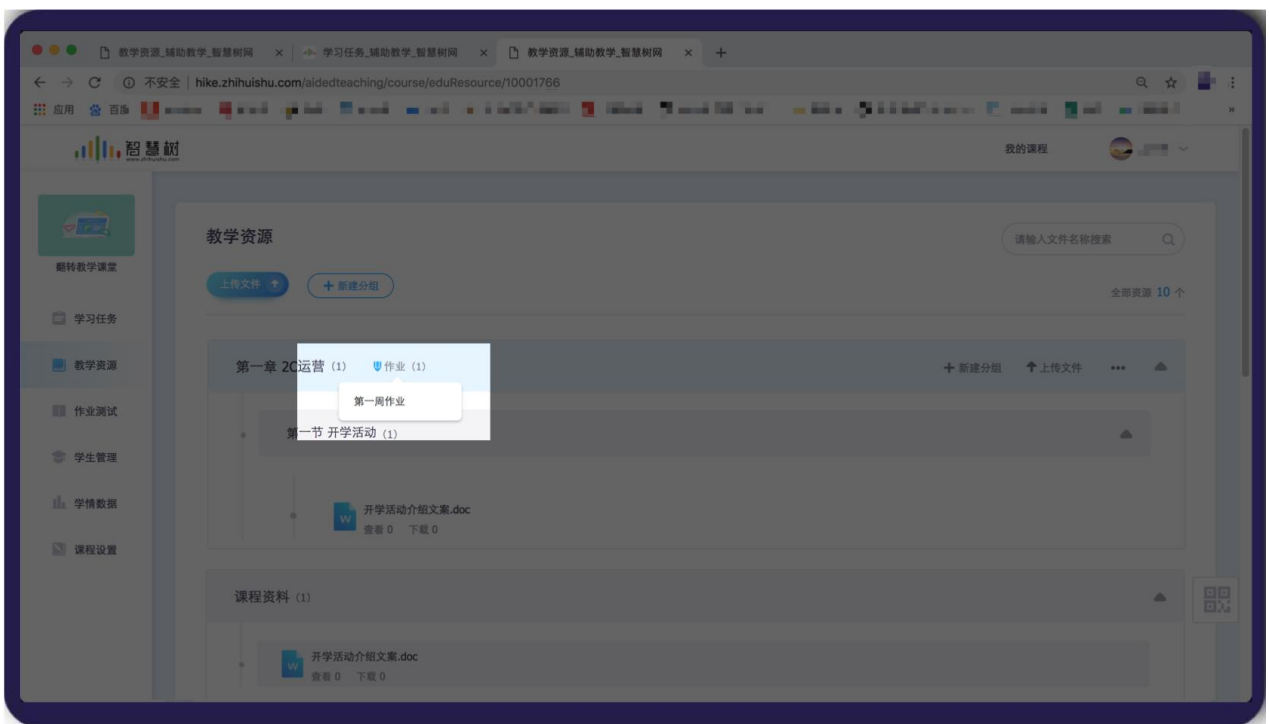 教学资源_辅助教学_智慧树网 × 学习任务_辅助教学_智慧树网 × 教学资源_辅助教学_智慧树网 × +
不安全 | hike.zhihuishu.com/aidedteaching/course/eduResource/10001766
应用 百度
智慧树 我的课程
www.zhihuishu.com
翻转教学课堂
学习任务
教学资源
作业测试
学生管理
学情数据
课程设置
教学资源 请输入文件名称搜索
上传文件 + 新建分组 全部资源 10 个
第一章 2C运营 (1) 作业 (1) + 新建分组 上传文件 •••
第一周作业
第一节 开学活动 (1)
W 开学活动介绍文案.doc
查看 0 下载 0
课程资料 (1)
W 开学活动介绍文案.doc
查看 0 下载 0